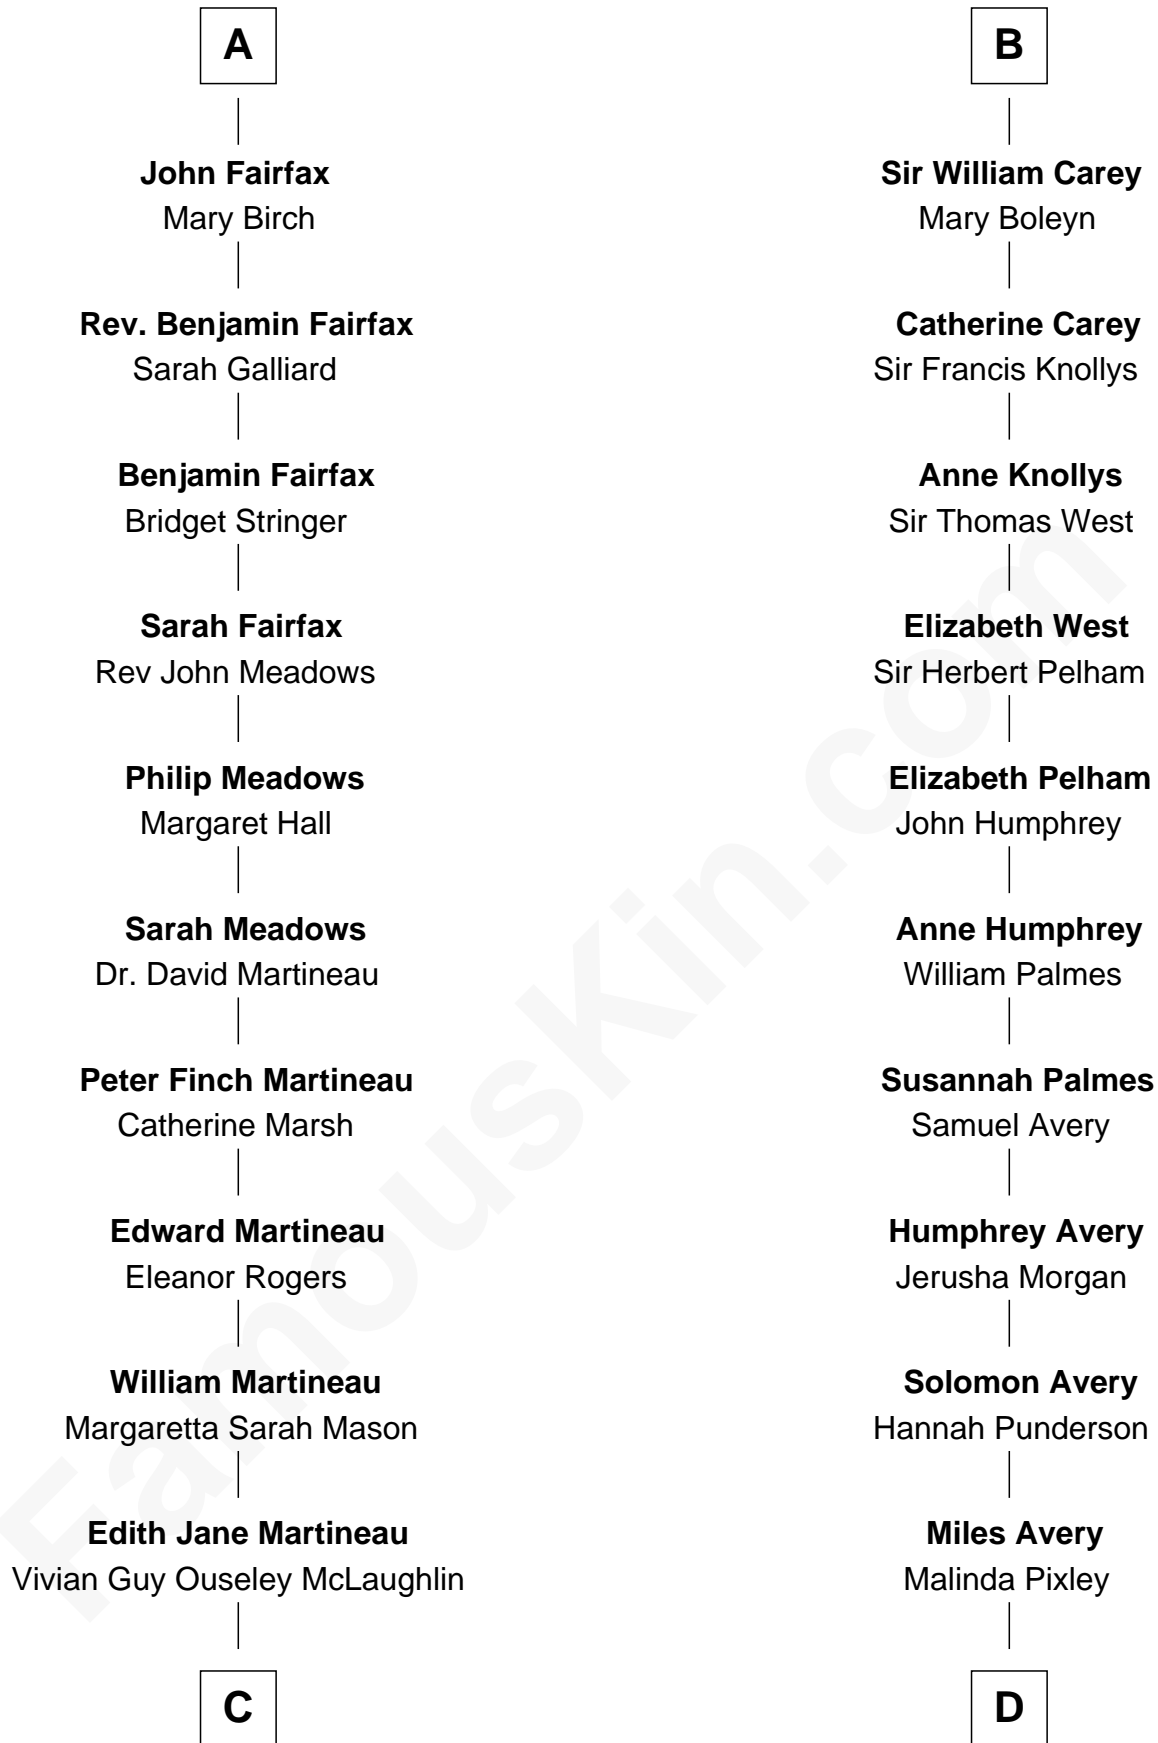 A
John Fairfax
Mary Birch
Rev. Benjamin Fairfax
Sarah Galliard
Benjamin Fairfax
Bridget Stringer
Sarah Fairfax
Rev John Meadows
Philip Meadows
Margaret Hall
Sarah Meadows
Dr. David Martineau
Peter Finch Martineau
Catherine Marsh
Edward Martineau
Eleanor Rogers
William Martineau
Margaretta Sarah Mason
Edith Jane Martineau
Vivian Guy Ouseley McLaughlin
C
B
Sir William Carey
Mary Boleyn
Catherine Carey
Sir Francis Knollys
Anne Knollys
Sir Thomas West
Elizabeth West
Sir Herbert Pelham
Elizabeth Pelham
John Humphrey
Anne Humphrey
William Palmes
Susannah Palmes
Samuel Avery
Humphrey Avery
Jerusha Morgan
Solomon Avery
Hannah Punderson
Miles Avery
Malinda Pixley
D
FamousKin.com